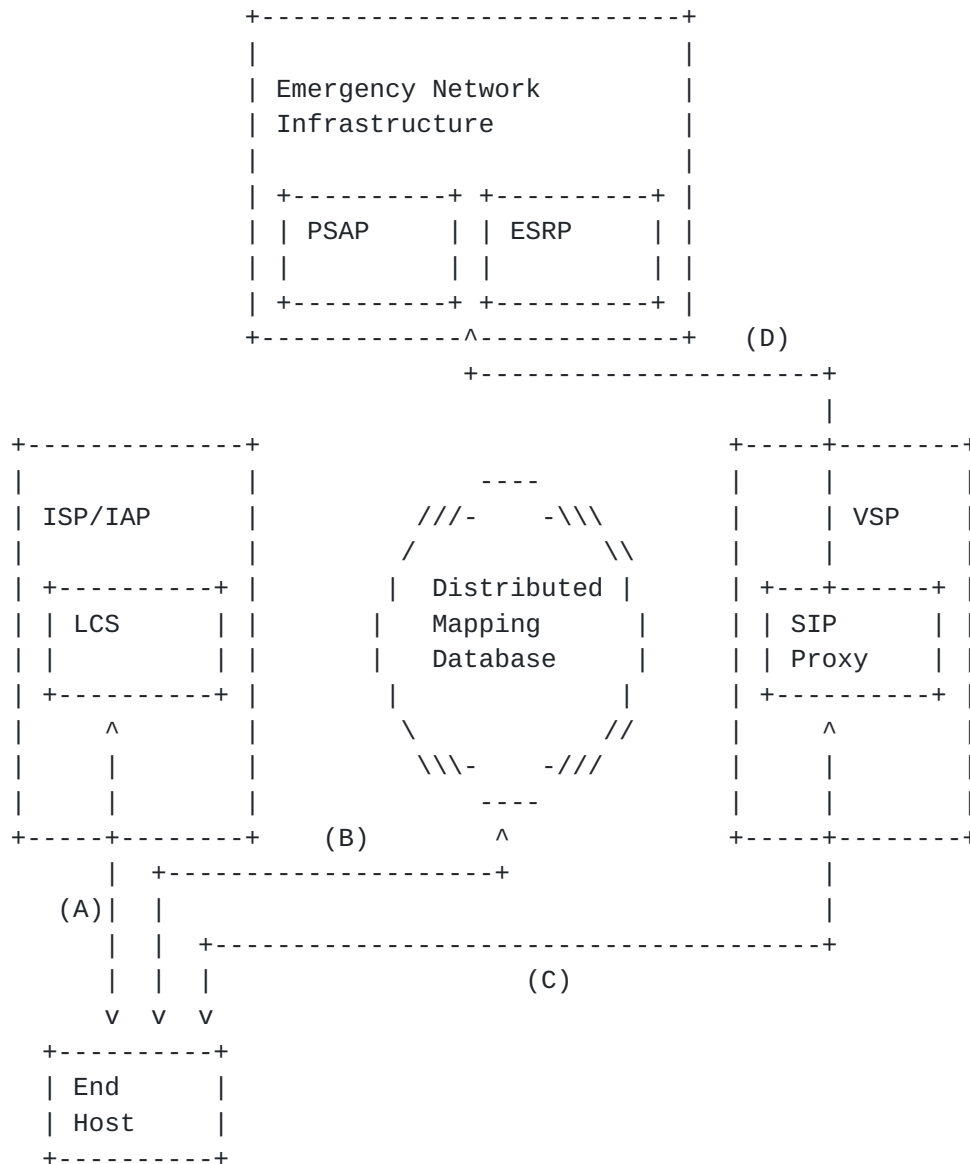 Emergency Network
Infrastructure
PSAP ESRP
(D)
ISP/IAP
VSP
LCS
Distributed
Mapping
Database
SIP
Proxy
(B)
(A)
(C)
End
Host